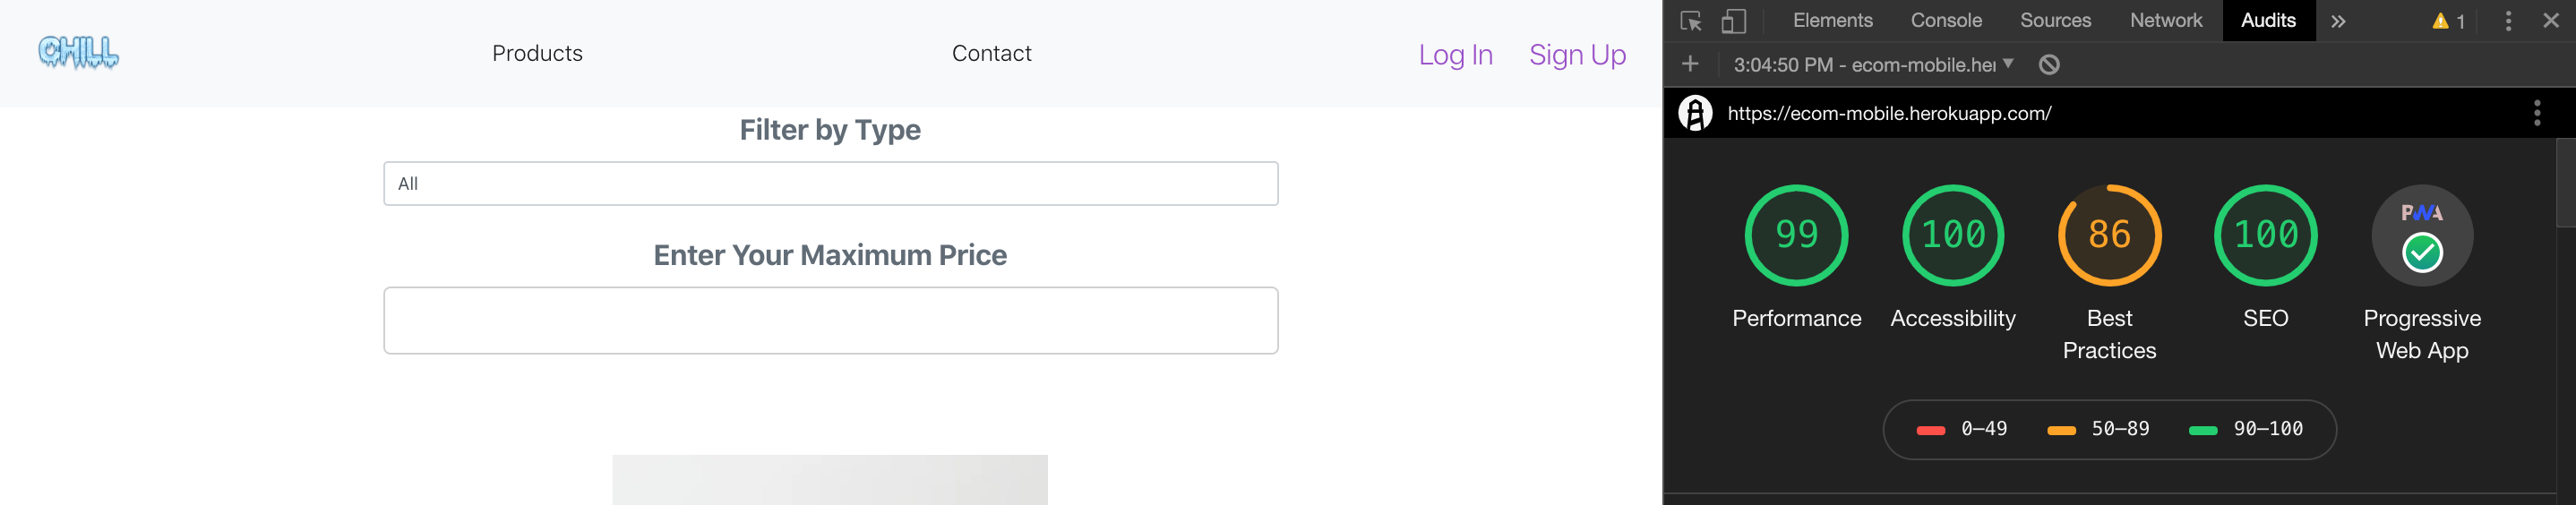 CHILL
Products
Contact
Log In
Sign Up
Filter by Type
All
Enter Your Maximum Price
Elements
Console
Sources
Network
Audits
1
3:04:50 PM - ecom-mobile.her
https://ecom-mobile.herokuapp.com/
99
100
86
100
PWA
Performance
Accessibility
Best
Practices
SEO
Progressive
Web App
0–49
50–89
90–100